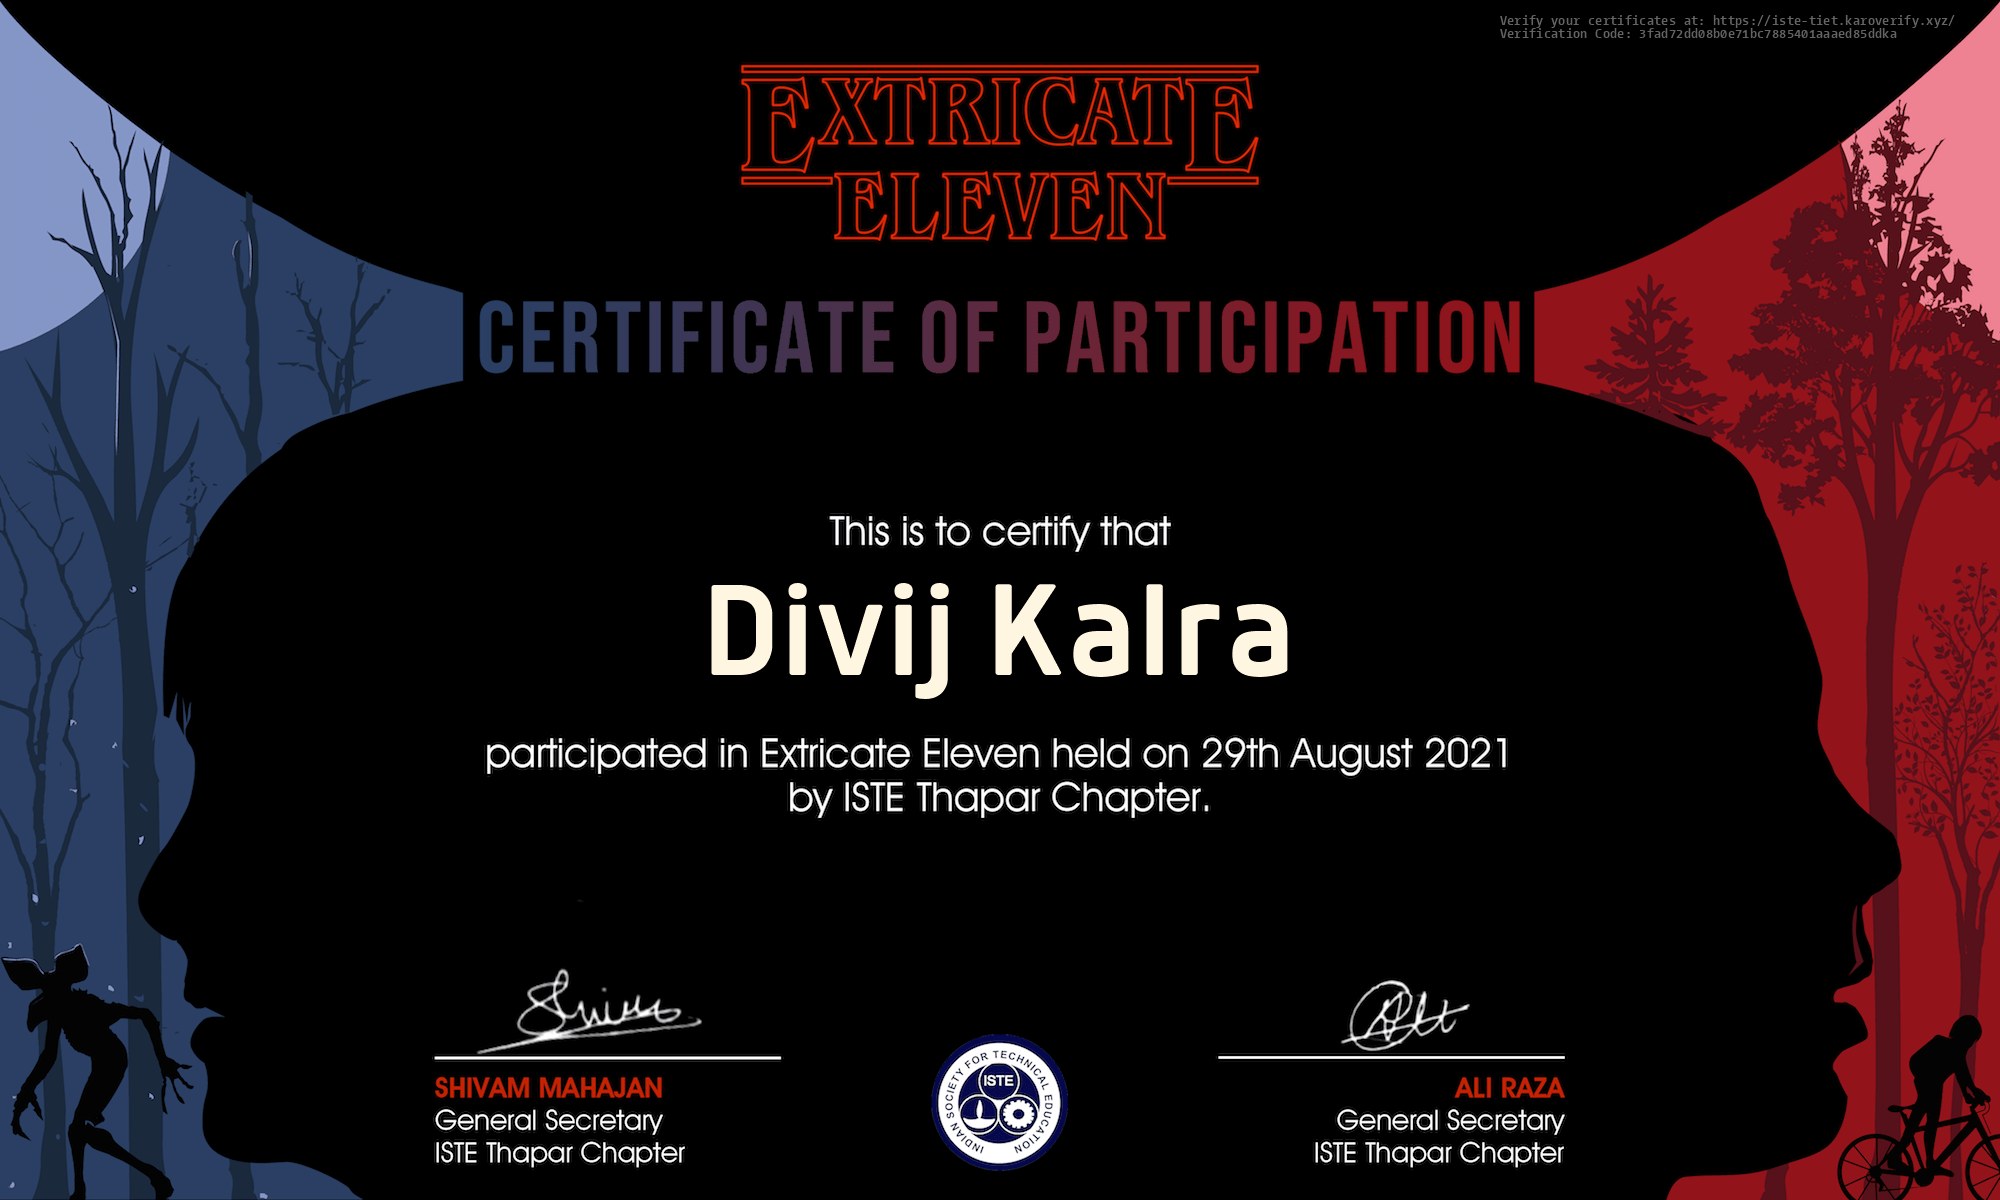 Verify your certificates at: https://iste-tiet.karoverify.xyz/
Verification Code: 3fad72dd08b0e71bc7885401aaaed85ddka
EXTRICATE
ELEVEN
CERTIFICATE OF PARTICIPATION
This is to certify that
Divij Kalra
participated in Extricate Eleven held on 29th August 2021
by ISTE Thapar Chapter.
SHIVAM MAHAJAN
General Secretary
ISTE Thapar Chapter
INDIAN SOCIETY FOR TECHNICAL EDUCATION
ISTE
ALI RAZA
General Secretary
ISTE Thapar Chapter